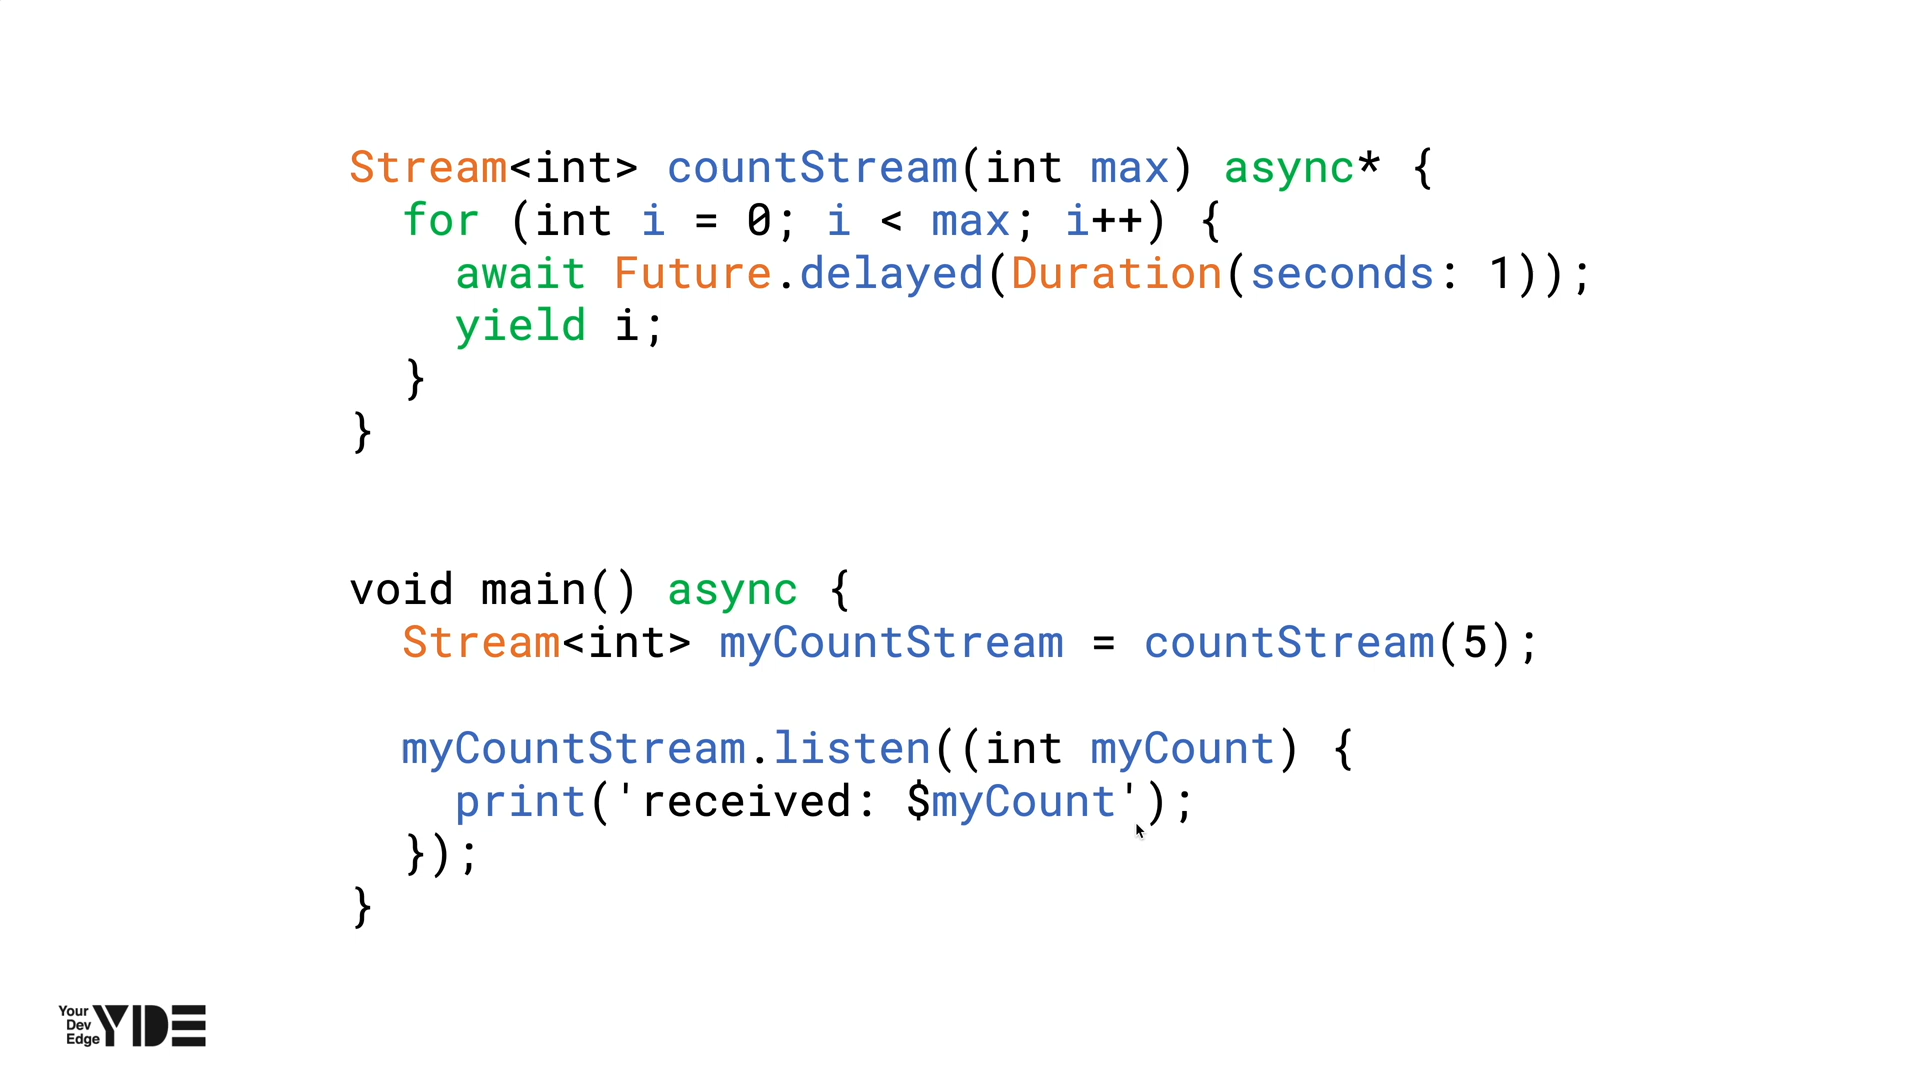 Stream<int> countStream(int max) async* {
  for (int i = 0; i < max; i++) {
    await Future.delayed(Duration(seconds: 1));
    yield i;
  }
}
void main() async {
  Stream<int> myCountStream = countStream(5);
  myCountStream.listen((int myCount) {
    print('received: $myCount');
  });
}
Your
Dev
Edge
YDE